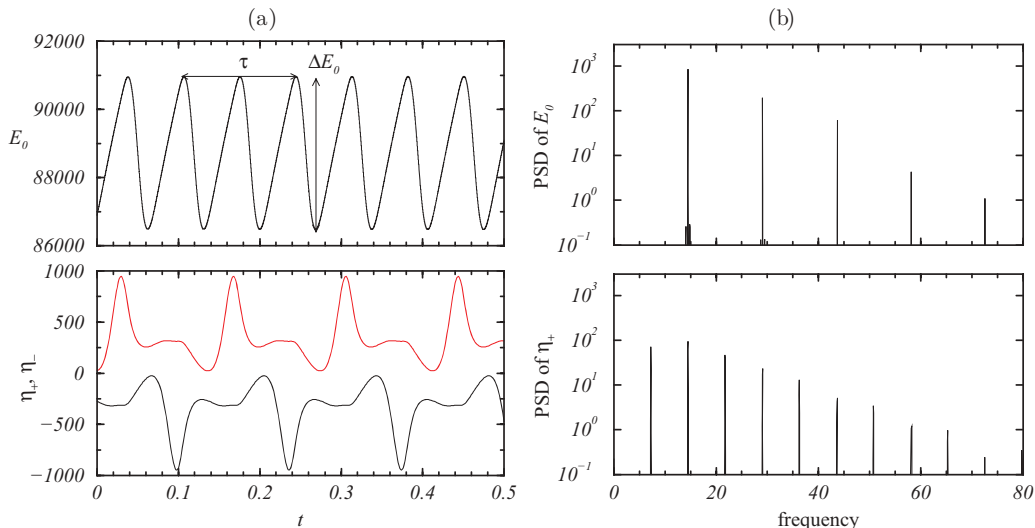 (a)
92000
90000
88000
86000
E₀
τ
ΔE₀
1000
500
0
−500
−1000
η₊, η₋
0 0.1 0.2 0.3 0.4 0.5
t
(b)
PSD of E₀
10³
10²
10¹
10⁰
10⁻¹
PSD of η₊
10³
10²
10¹
10⁰
10⁻¹
0 20 40 60 80
frequency